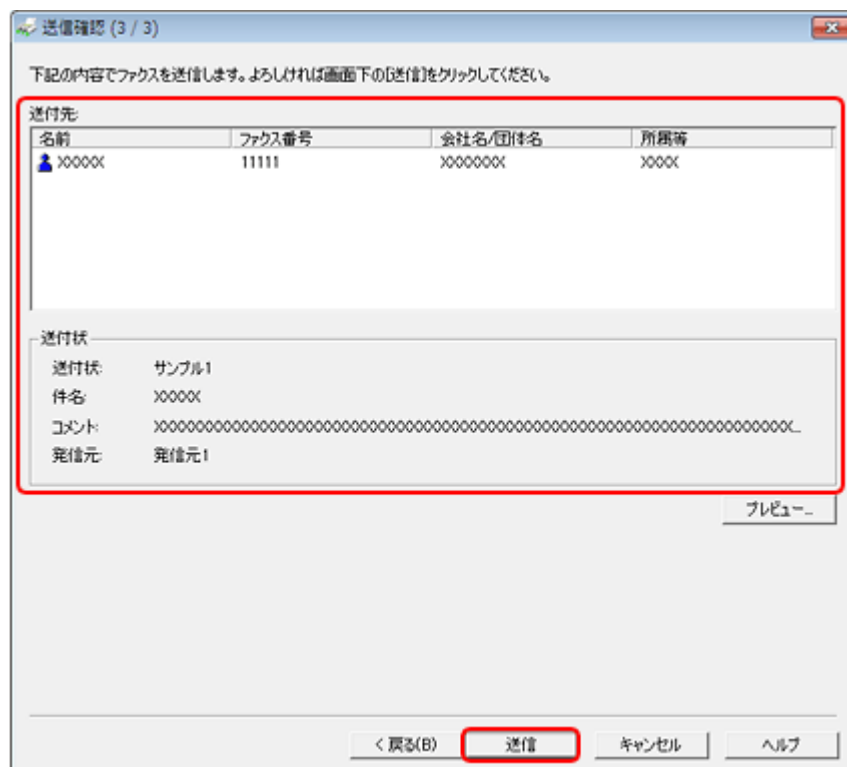 送信確認 (3 / 3)
下記の内容でファクスを送信します。よろしければ画面下の[送信]をクリックしてください。
送付先:
名前 ファクス番号 会社名/団体名 所属等
XXXXX 11111 XXXXXXX XXXX
送付状
送付状: サンプル1
件名: XXXXX
コメント: XXXXXXXXXXXXXXXXXXXXXXXXXXXXXXXXXXXXXXXXXXXXXXXXXXXXXXXXXXXXXXXXXXXXXX...
発信元: 発信元1
プレビュー...
< 戻る(B) 送信 キャンセル ヘルプ